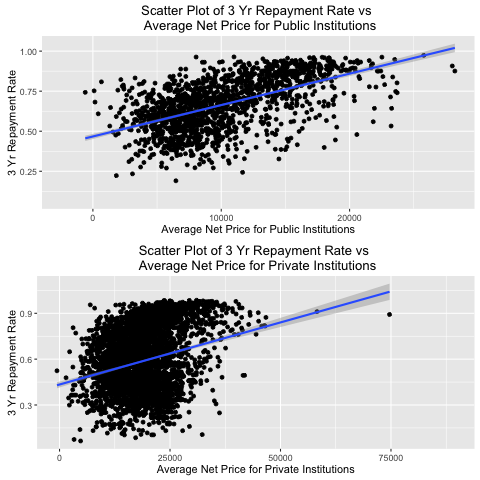 Scatter Plot of 3 Yr Repayment Rate vs
Average Net Price for Public Institutions
3 Yr Repayment Rate
1.00
0.75
0.50
0.25
0
10000
20000
Average Net Price for Public Institutions
Scatter Plot of 3 Yr Repayment Rate vs
Average Net Price for Private Institutions
3 Yr Repayment Rate
0.9
0.6
0.3
0
25000
50000
75000
Average Net Price for Private Institutions